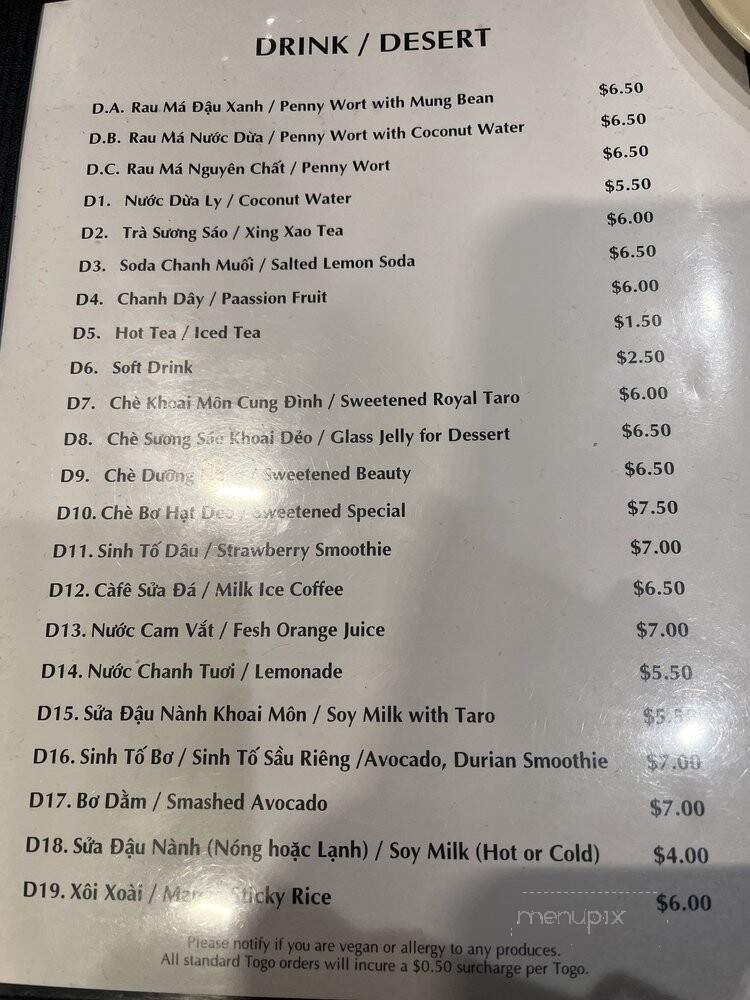 DRINK / DESERT
D.A. Rau Má Đậu Xanh / Penny Wort with Mung Bean $6.50
D.B. Rau Má Nước Dừa / Penny Wort with Coconut Water $6.50
D.C. Rau Má Nguyên Chất / Penny Wort $6.50
D1. Nước Dừa Ly / Coconut Water $5.50
D2. Trà Sương Sáo / Xing Xao Tea $6.00
D3. Soda Chanh Muối / Salted Lemon Soda $6.50
D4. Chanh Dây / Paassion Fruit $6.00
D5. Hot Tea / Iced Tea $1.50
D6. Soft Drink $2.50
D7. Chè Khoai Môn Cung Đình / Sweetened Royal Taro $6.00
D8. Chè Sương Sáo Khoai Dẻo / Glass Jelly for Dessert $6.50
D9. Chè Dưỡng / Sweetened Beauty $6.50
D10. Chè Bơ Hạt / Sweetened Special $7.50
D11. Sinh Tố Dâu / Strawberry Smoothie $7.00
D12. Càfê Sửa Đá / Milk Ice Coffee $6.50
D13. Nước Cam Vắt / Fesh Orange Juice $7.00
D14. Nước Chanh Tươi / Lemonade $5.50
D15. Sửa Đậu Nành Khoai Môn / Soy Milk with Taro
D16. Sinh Tố Bơ / Sinh Tố Sầu Riêng /Avocado, Durian Smoothie $7.00
D17. Bơ Dằm / Smashed Avocado $7.00
D18. Sửa Đậu Nành (Nóng hoặc Lạnh) / Soy Milk (Hot or Cold) $4.00
D19. Xôi Xoài / Mango Sticky Rice $6.00
menupix
Please notify if you are vegan or allergy to any produces.
All standard Togo orders will incure a $0.50 surcharge per Togo.